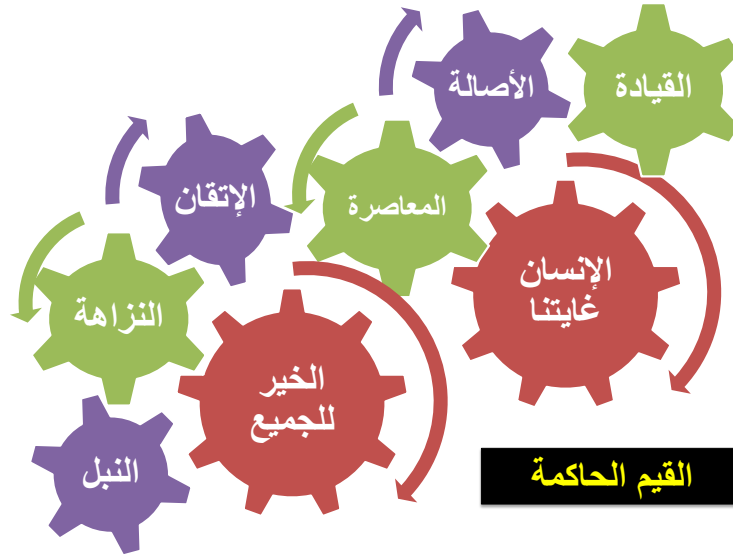 القيادة
الأصالة
المعاصرة
الإتقان
الإنسان
غايتنا
النزاهة
الخير
للجميع
النبل
القيم الحاكمة